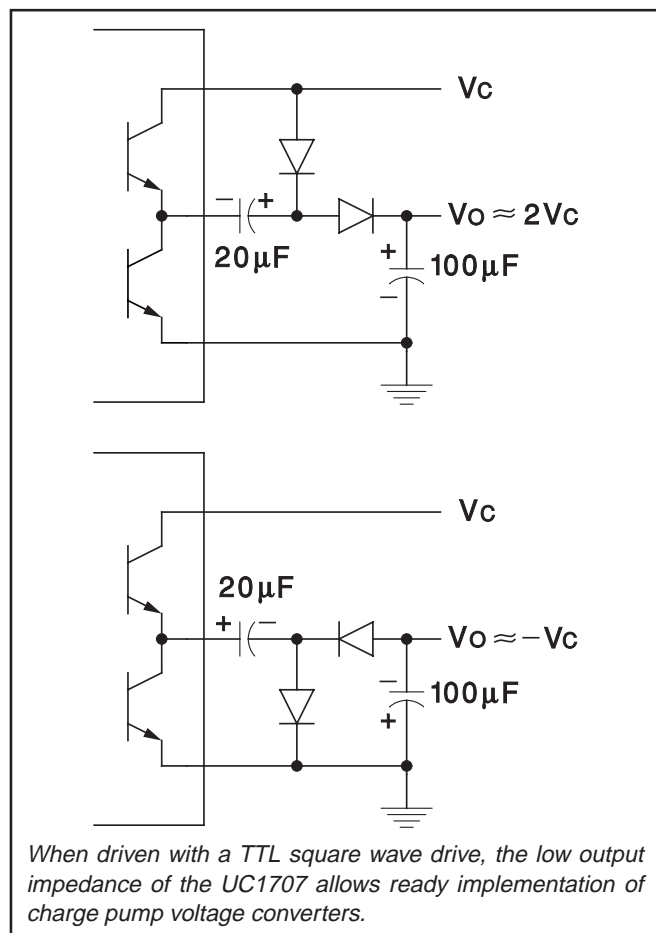 Vc
− +
20µF
Vo ≈ 2Vc
+
100µF
−
Vc
20µF
+ −
Vo ≈ −Vc
−
100µF
+
When driven with a TTL square wave drive, the low output
impedance of the UC1707 allows ready implementation of
charge pump voltage converters.